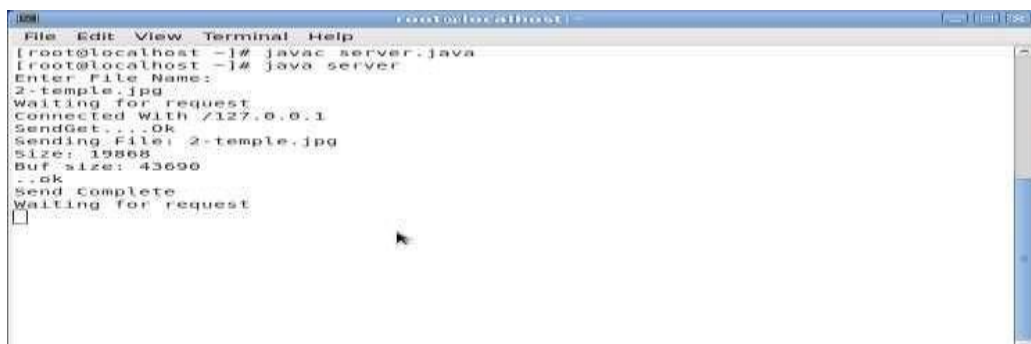 root@localhost:~
File Edit View Terminal Help
[root@localhost ~]# javac server.java
[root@localhost ~]# java server
Enter File Name:
2-temple.jpg
Waiting for request
Connected With /127.0.0.1
SendGet....Ok
Sending File: 2-temple.jpg
Size: 19868
Buf size: 43690
..ok
Send Complete
Waiting for request